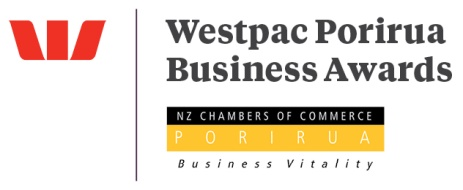 Westpac Porirua
Business Awards
NZ CHAMBERS OF COMMERCE
PORIRUA
Business Vitality